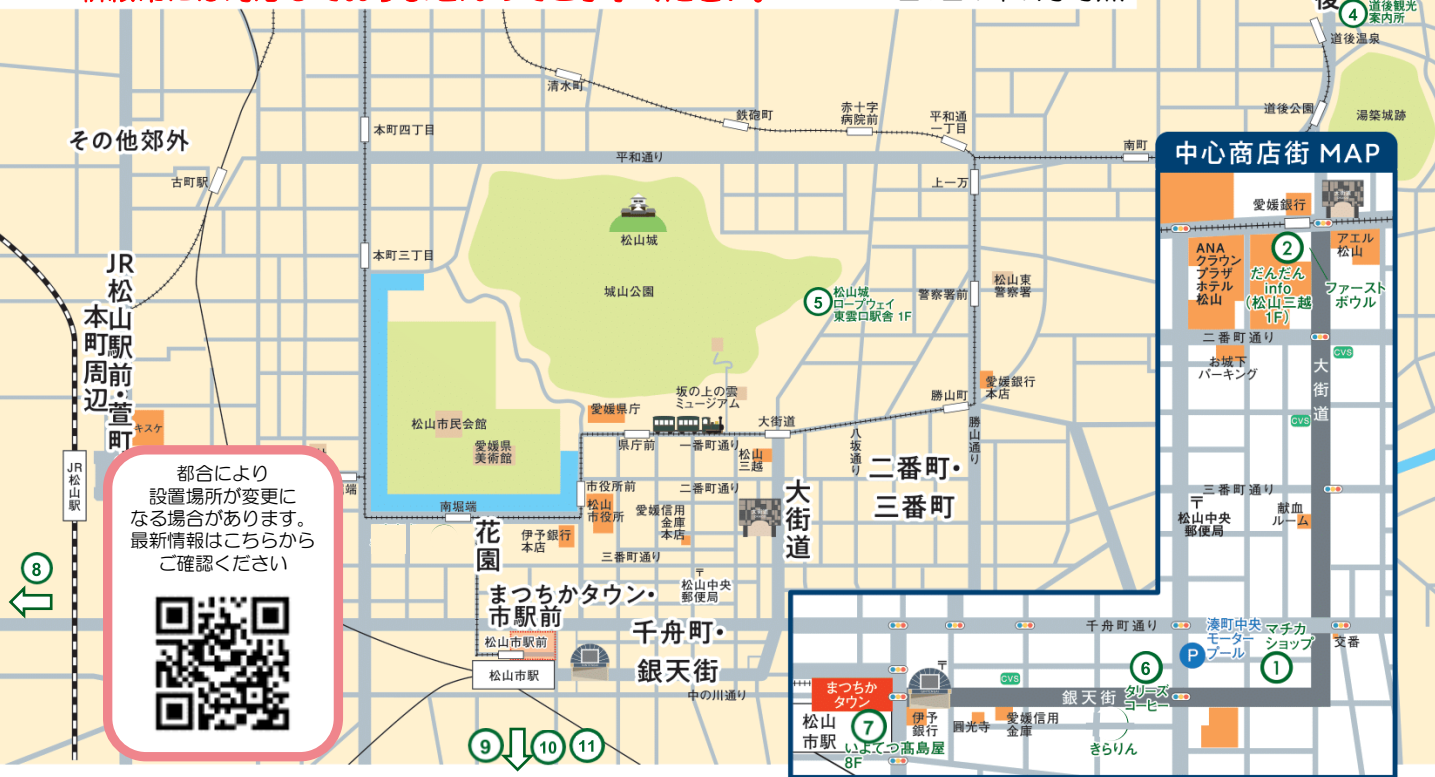 道後観光
案内所
4
道後温泉
清水町
道後公園
湯築城跡
鉄砲町
赤十字
病院前
平和通
一丁目
本町四丁目
その他郊外
南町
平和通り
古町駅
上一万
松山城
本町三丁目
城山公園
5
松山城
ロープウェイ
東雲口駅舎 1F
警察署前
松山東
警察署
JR松山駅前・萱町
本町周辺
キスケ
JR松山駅
坂の上の雲
ミュージアム
愛媛銀行
本店
勝山町
愛媛県庁
松山市民会館
愛媛県
美術館
県庁前
一番町通り
大街道
八坂通り
勝山通り
松山
三越
二番町・
三番町
市役所前
二番町通り
松山
市役所
愛媛信用
金庫
本店
大街道
南堀端
花園
伊予銀行
本店
三番町通り
〒
松山中央
郵便局
まつちかタウン・
市駅前
千舟町・
銀天街
松山市駅前
松山市駅
中の川通り
8
9
10
11
都合により
設置場所が変更に
なる場合があります。
最新情報はこちらから
ご確認ください
中心商店街 MAP
愛媛銀行
ANA
クラウン
プラザ
ホテル
松山
2
だんだん
info
(松山三越
1F)
アエル
松山
ファースト
ボウル
二番町通り
お城下
パーキング
CVS
大街道
CVS
三番町通り
〒
松山中央
郵便局
献血
ルーム
千舟町通り
湊町中央
モーター
プール
P
マチカ
ショップ
1
交番
〒
6
タリーズ
コーヒー
CVS
銀天街
まつちか
タウン
松山
市駅
7
いよてつ髙島屋
8F
伊予
銀行
圓光寺
愛媛信用
金庫
きらりん